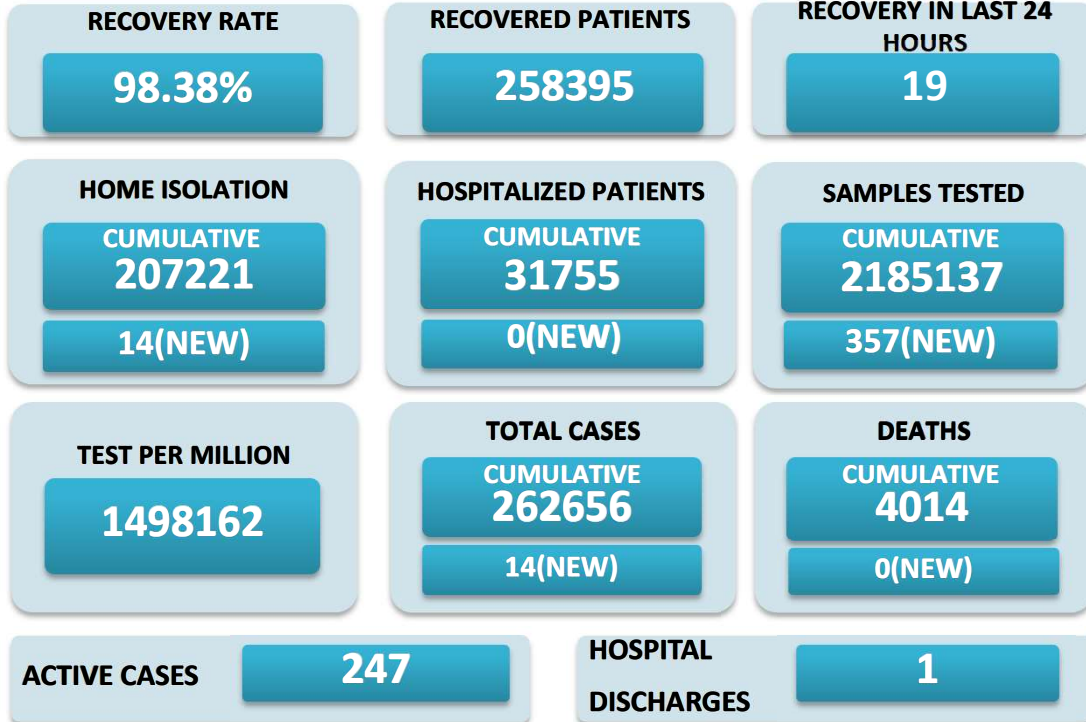 RECOVERY RATE
98.38%
RECOVERED PATIENTS
258395
RECOVERY IN LAST 24
HOURS
19
HOME ISOLATION
CUMULATIVE
207221
14(NEW)
HOSPITALIZED PATIENTS
CUMULATIVE
31755
0(NEW)
SAMPLES TESTED
CUMULATIVE
2185137
357(NEW)
TEST PER MILLION
1498162
TOTAL CASES
CUMULATIVE
262656
14(NEW)
DEATHS
CUMULATIVE
4014
0(NEW)
ACTIVE CASES
247
HOSPITAL
DISCHARGES
1